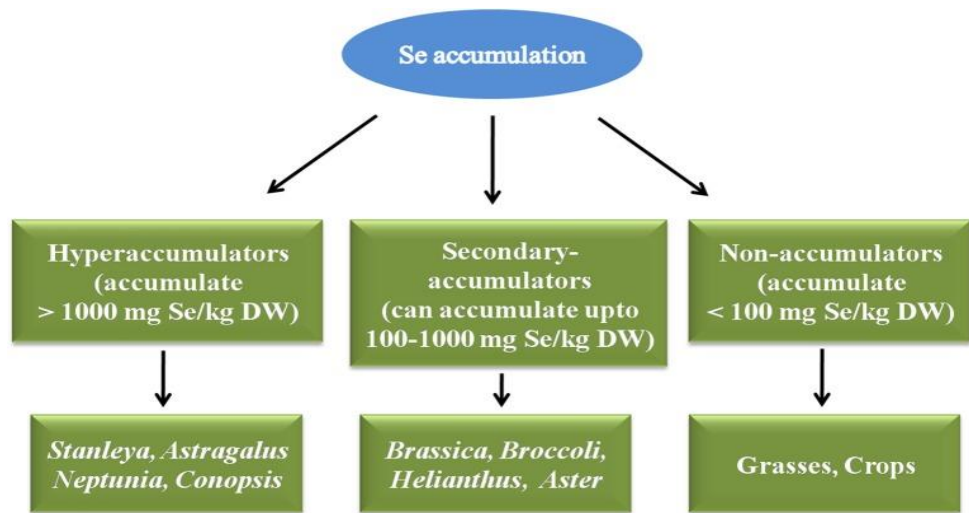 Se accumulation
Hyperaccumulators
(accumulate
> 1000 mg Se/kg DW)
Secondary-
accumulators
(can accumulate upto
100-1000 mg Se/kg DW)
Non-accumulators
(accumulate
< 100 mg Se/kg DW)
Stanleya, Astragalus
Neptunia, Conopsis
Brassica, Broccoli,
Helianthus, Aster
Grasses, Crops